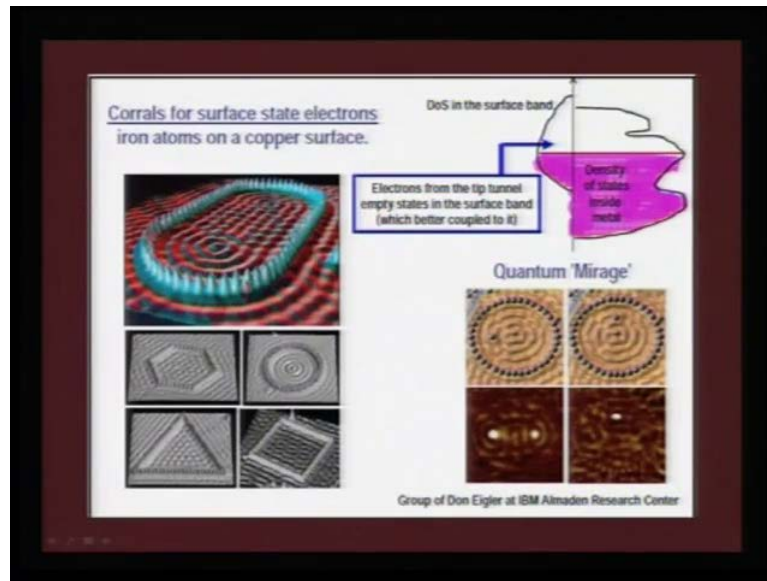 Corrals for surface state electrons
iron atoms on a copper surface.
DoS in the surface band
Electrons from the tip tunnel
empty states in the surface band
(which better coupled to it)
Density
of states
inside
metal
Quantum 'Mirage'
Group of Don Eigler at IBM Almaden Research Center